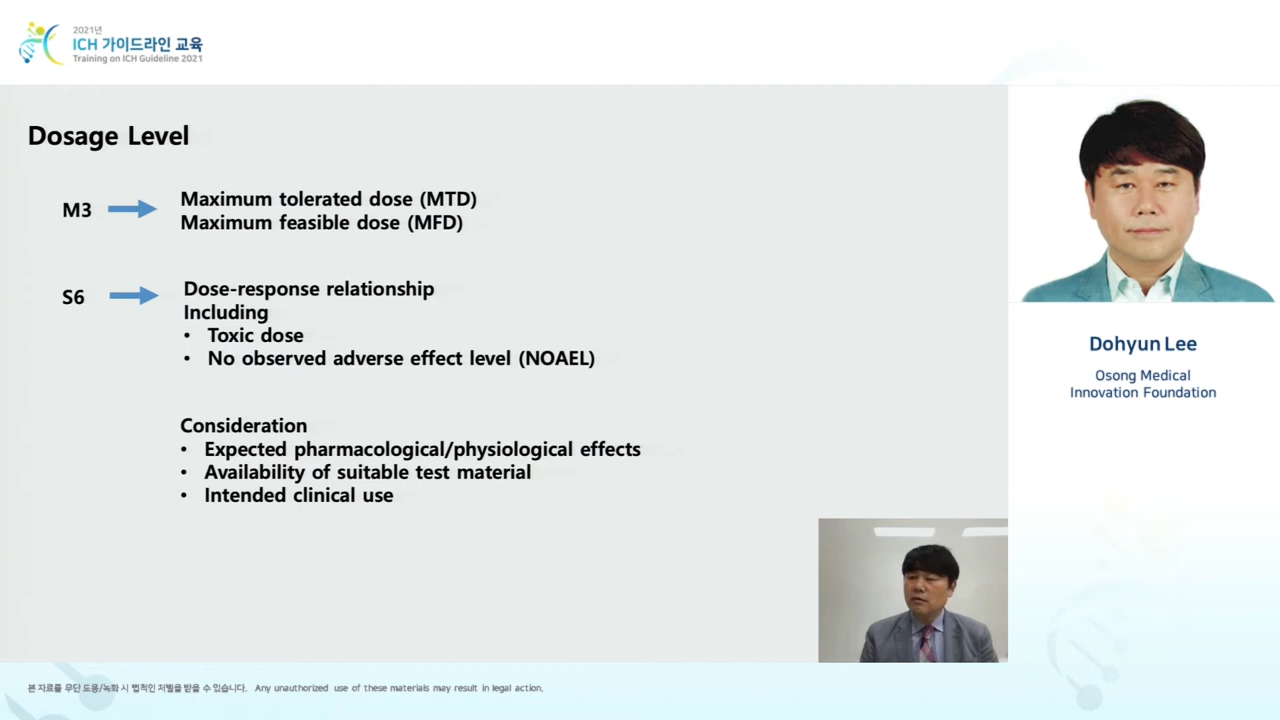 2021년
ICH 가이드라인 교육
Training on ICH Guideline 2021
Dosage Level
M3
Maximum tolerated dose (MTD)
Maximum feasible dose (MFD)
S6
Dose-response relationship
Including
• Toxic dose
• No observed adverse effect level (NOAEL)
Consideration
• Expected pharmacological/physiological effects
• Availability of suitable test material
• Intended clinical use
Dohyun Lee
Osong Medical
Innovation Foundation
본 자료를 무단 도용/녹화 시 법적인 처벌을 받을 수 있습니다. Any unauthorized use of these materials may result in legal action.